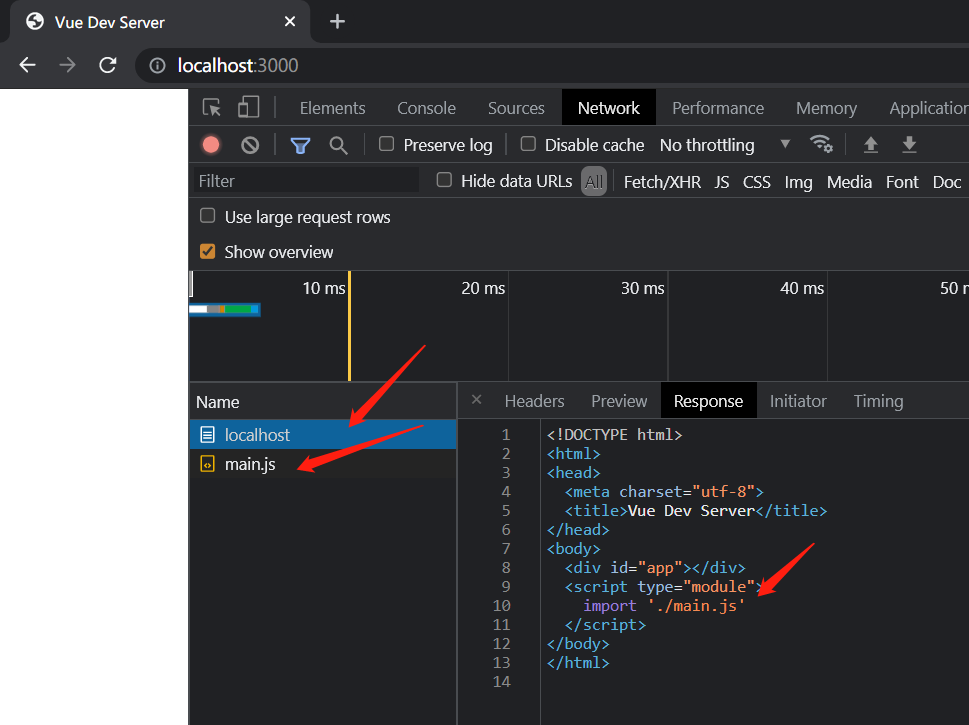 Vue Dev Server
localhost:3000
Elements Console Sources Network Performance Memory Application
Preserve log Disable cache No throttling
Filter Hide data URLs All Fetch/XHR JS CSS Img Media Font Doc
Use large request rows
Show overview
10 ms 20 ms 30 ms 40 ms 50 m
Name
localhost
main.js
Headers Preview Response Initiator Timing
1 <!DOCTYPE html>
2 <html>
3 <head>
4 <meta charset="utf-8">
5 <title>Vue Dev Server</title>
6 </head>
7 <body>
8 <div id="app"></div>
9 <script type="module">
10 import './main.js'
11 </script>
12 </body>
13 </html>
14